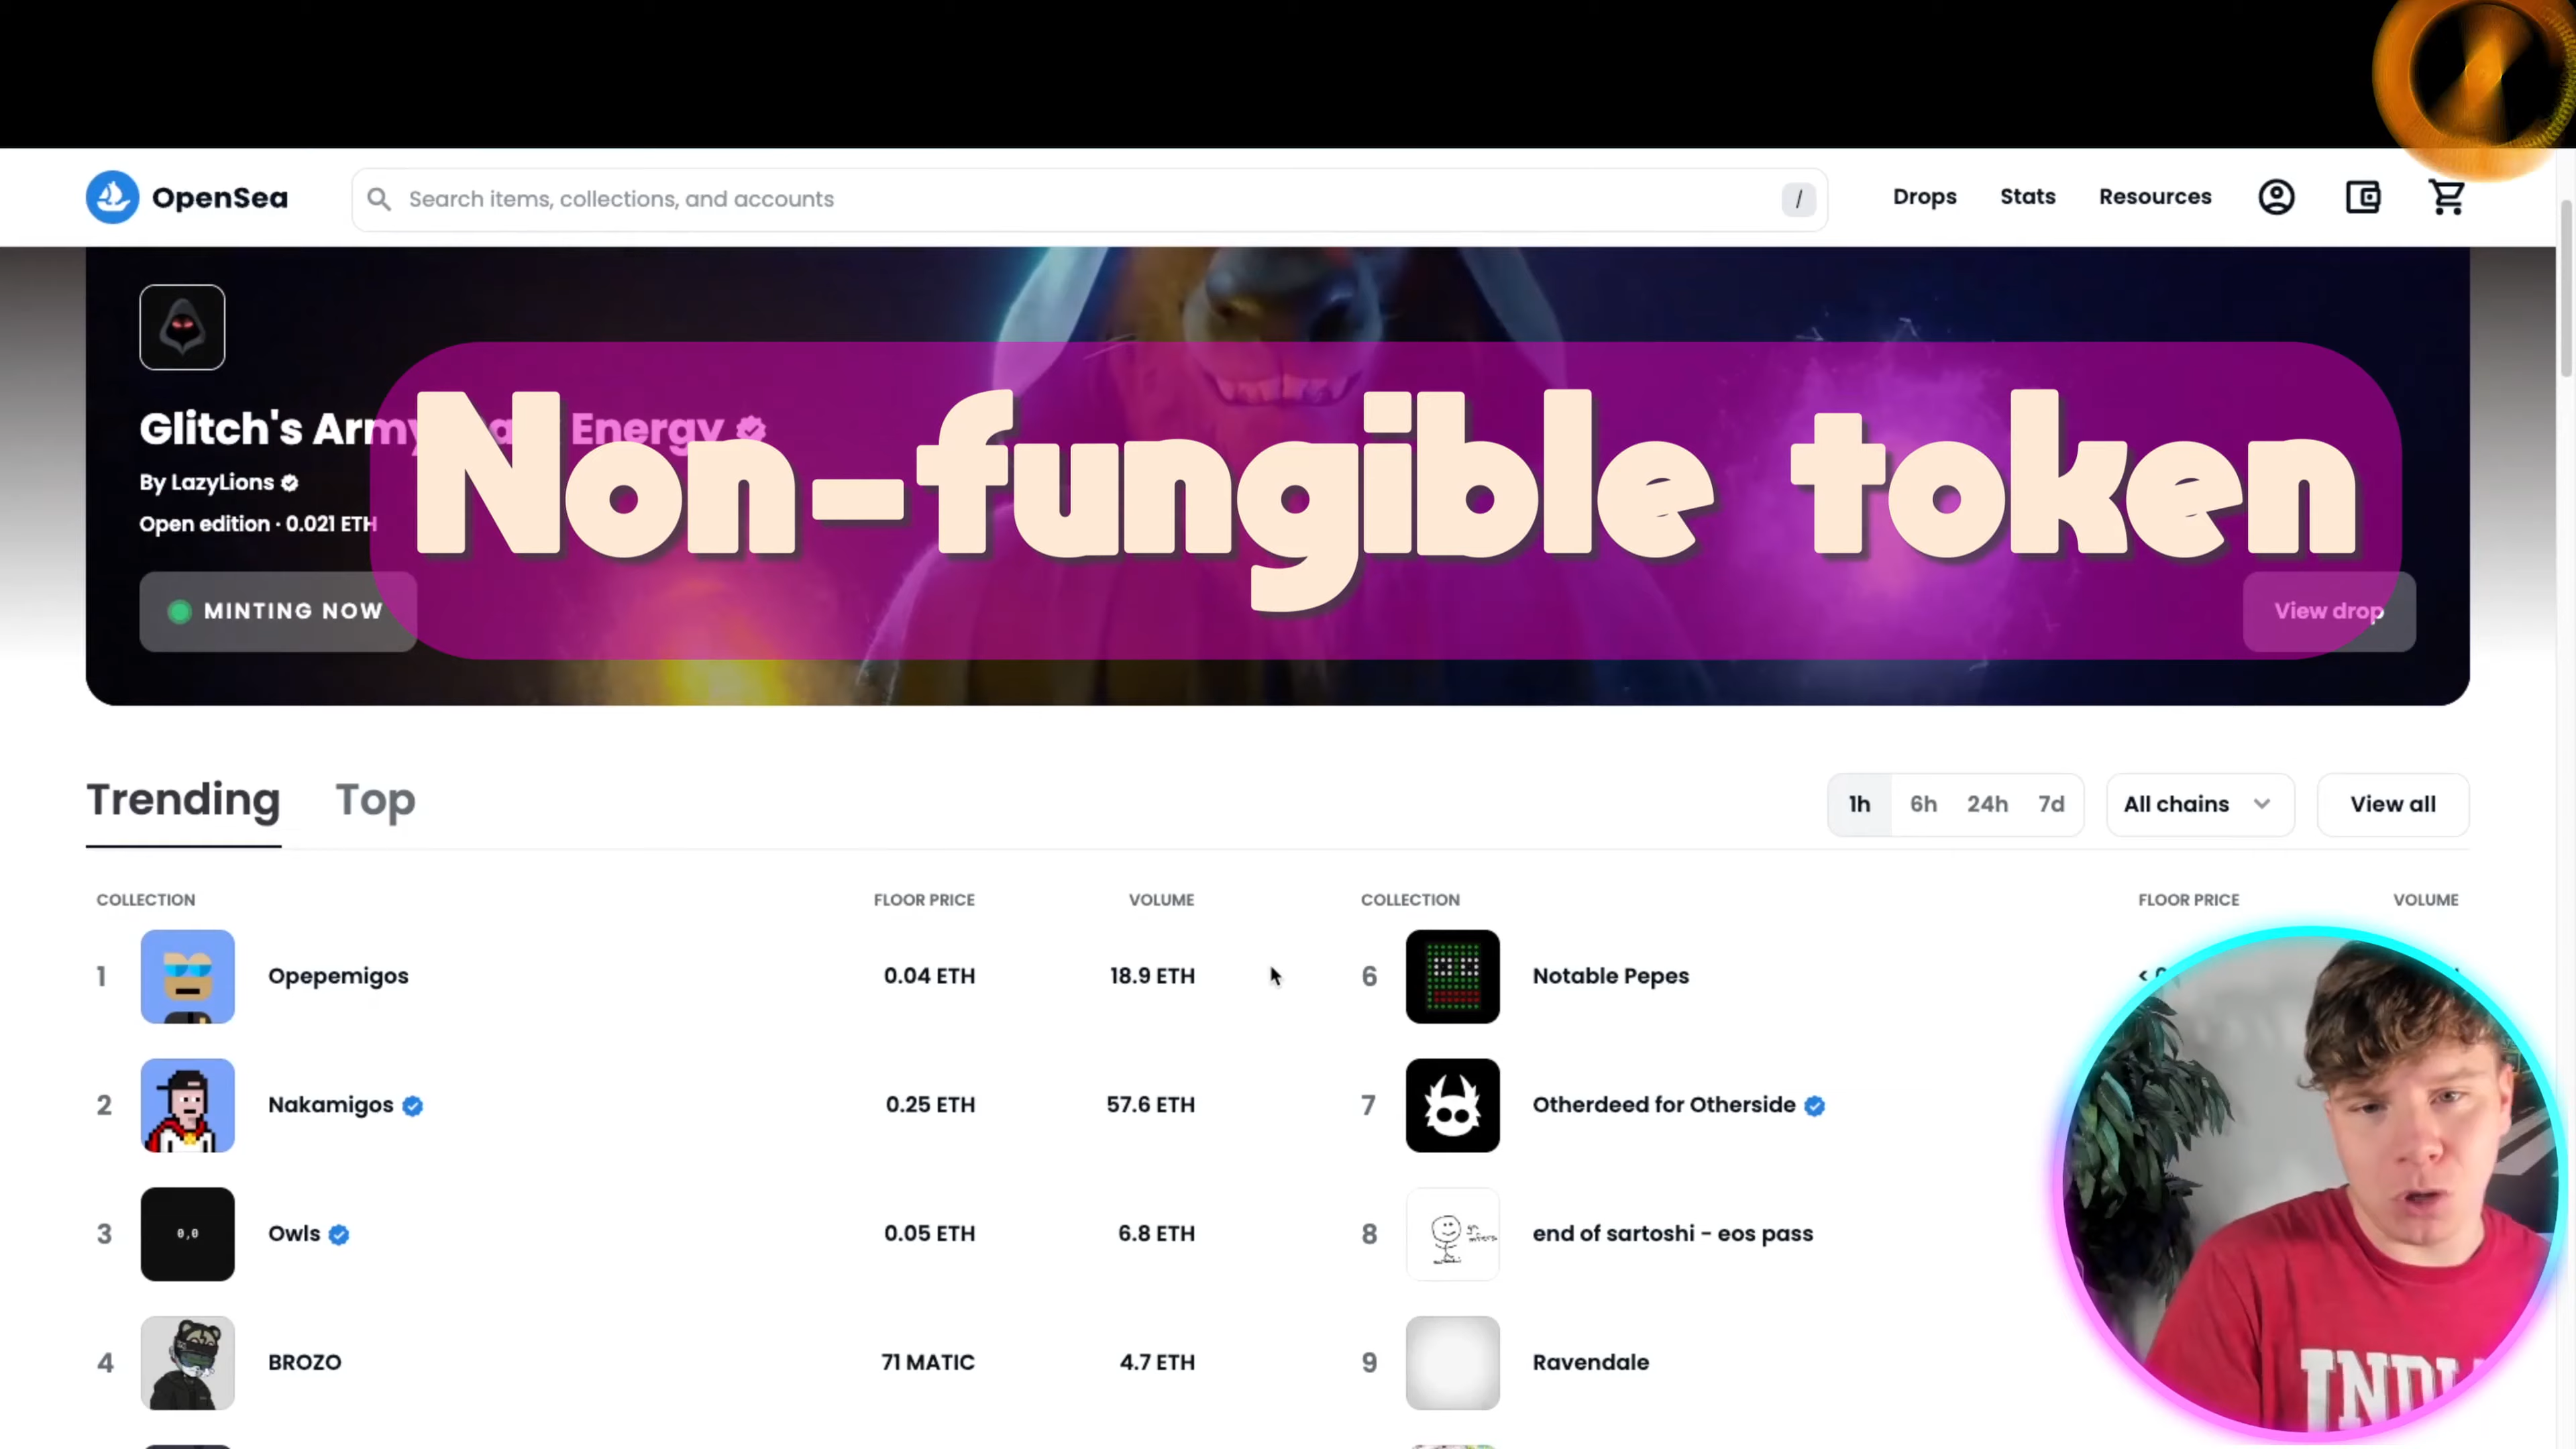 OpenSea
Search items, collections, and accounts
/
Drops
Stats
Resources
Non-fungible token
Glitch's Army Energy
By LazyLions
Open edition · 0.021 ETH
MINTING NOW
View drop
Trending
Top
1h
6h
24h
7d
All chains
View all
COLLECTION FLOOR PRICE VOLUME
1 Opepemigos 0.04 ETH 18.9 ETH
2 Nakamigos 0.25 ETH 57.6 ETH
3 0,0 Owls 0.05 ETH 6.8 ETH
4 BROZO 71 MATIC 4.7 ETH
COLLECTION FLOOR PRICE VOLUME
6 Notable Pepes
7 Otherdeed for Otherside
8 end of sartoshi - eos pass
9 Ravendale